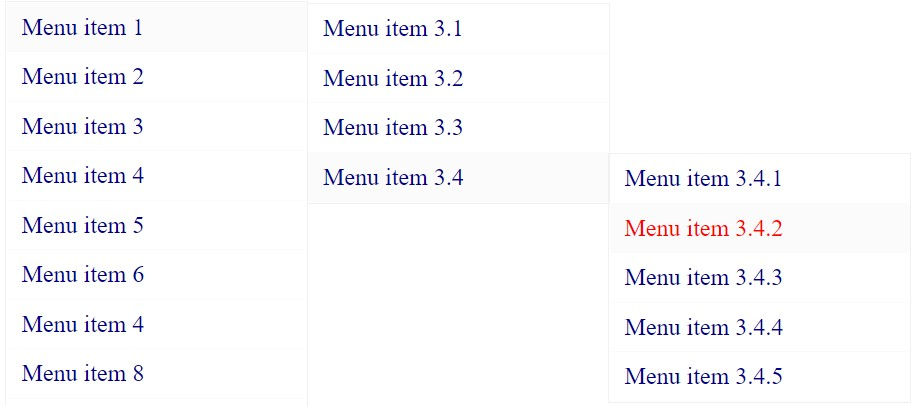 Menu item 1
Menu item 2
Menu item 3
Menu item 4
Menu item 5
Menu item 6
Menu item 4
Menu item 8
Menu item 3.1
Menu item 3.2
Menu item 3.3
Menu item 3.4
Menu item 3.4.1
Menu item 3.4.2
Menu item 3.4.3
Menu item 3.4.4
Menu item 3.4.5